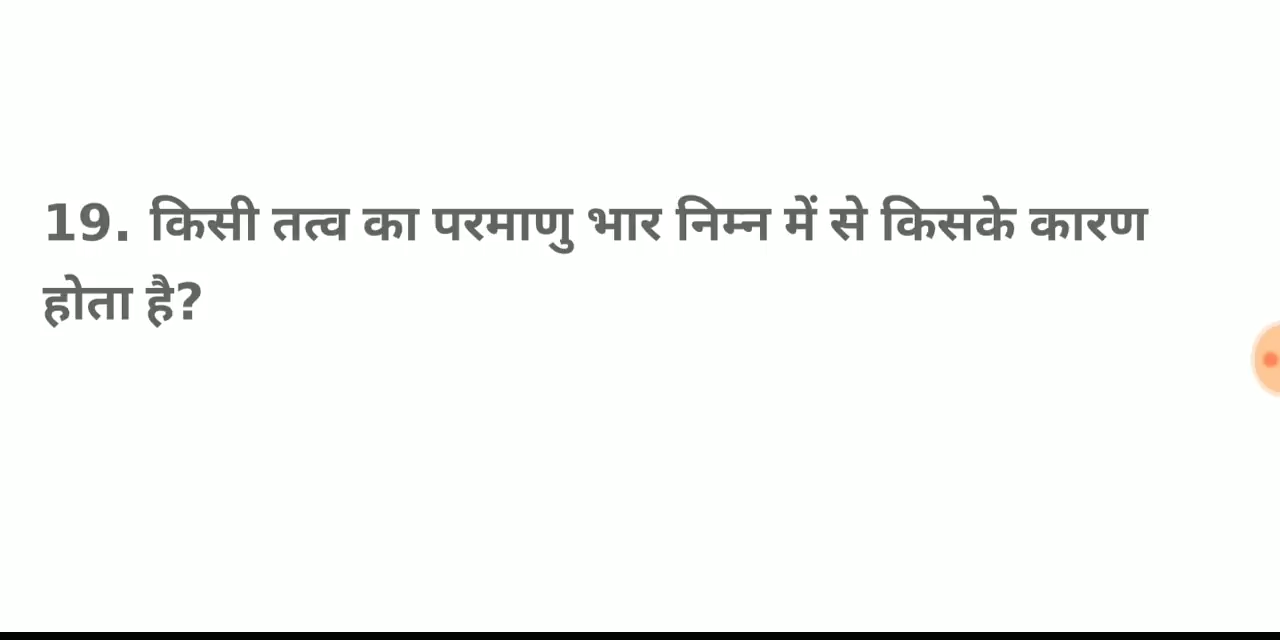 19. किसी तत्व का परमाणु भार निम्न में से किसके कारण
होता है?